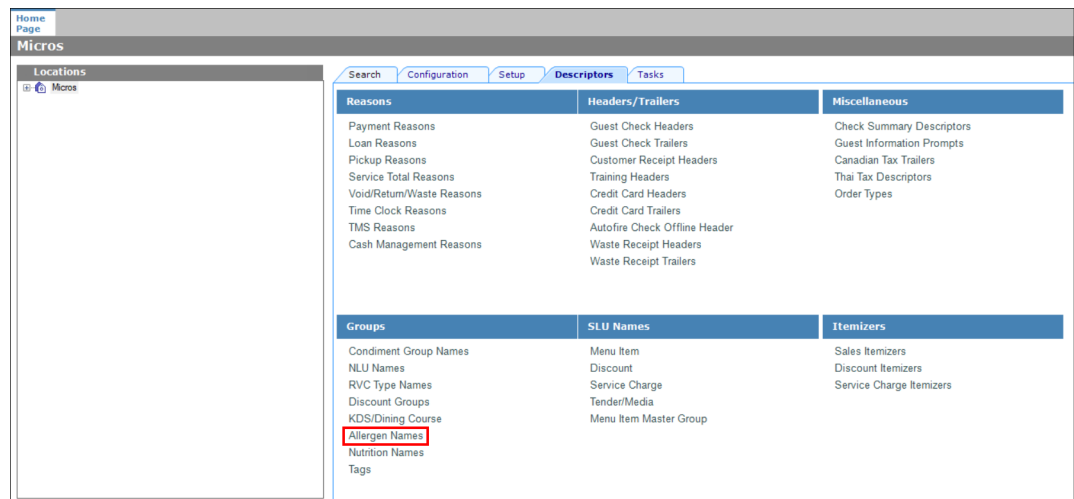 Home
Page
Micros
Locations
Micros
Search
Configuration
Setup
Descriptors
Tasks
Reasons
Payment Reasons
Loan Reasons
Pickup Reasons
Service Total Reasons
Void/Return/Waste Reasons
Time Clock Reasons
TMS Reasons
Cash Management Reasons
Headers/Trailers
Guest Check Headers
Guest Check Trailers
Customer Receipt Headers
Training Headers
Credit Card Headers
Credit Card Trailers
Autofire Check Offline Header
Waste Receipt Headers
Waste Receipt Trailers
Miscellaneous
Check Summary Descriptors
Guest Information Prompts
Canadian Tax Trailers
Thai Tax Descriptors
Order Types
Groups
Condiment Group Names
NLU Names
RVC Type Names
Discount Groups
KDS/Dining Course
Allergen Names
Nutrition Names
Tags
SLU Names
Menu Item
Discount
Service Charge
Tender/Media
Menu Item Master Group
Itemizers
Sales Itemizers
Discount Itemizers
Service Charge Itemizers